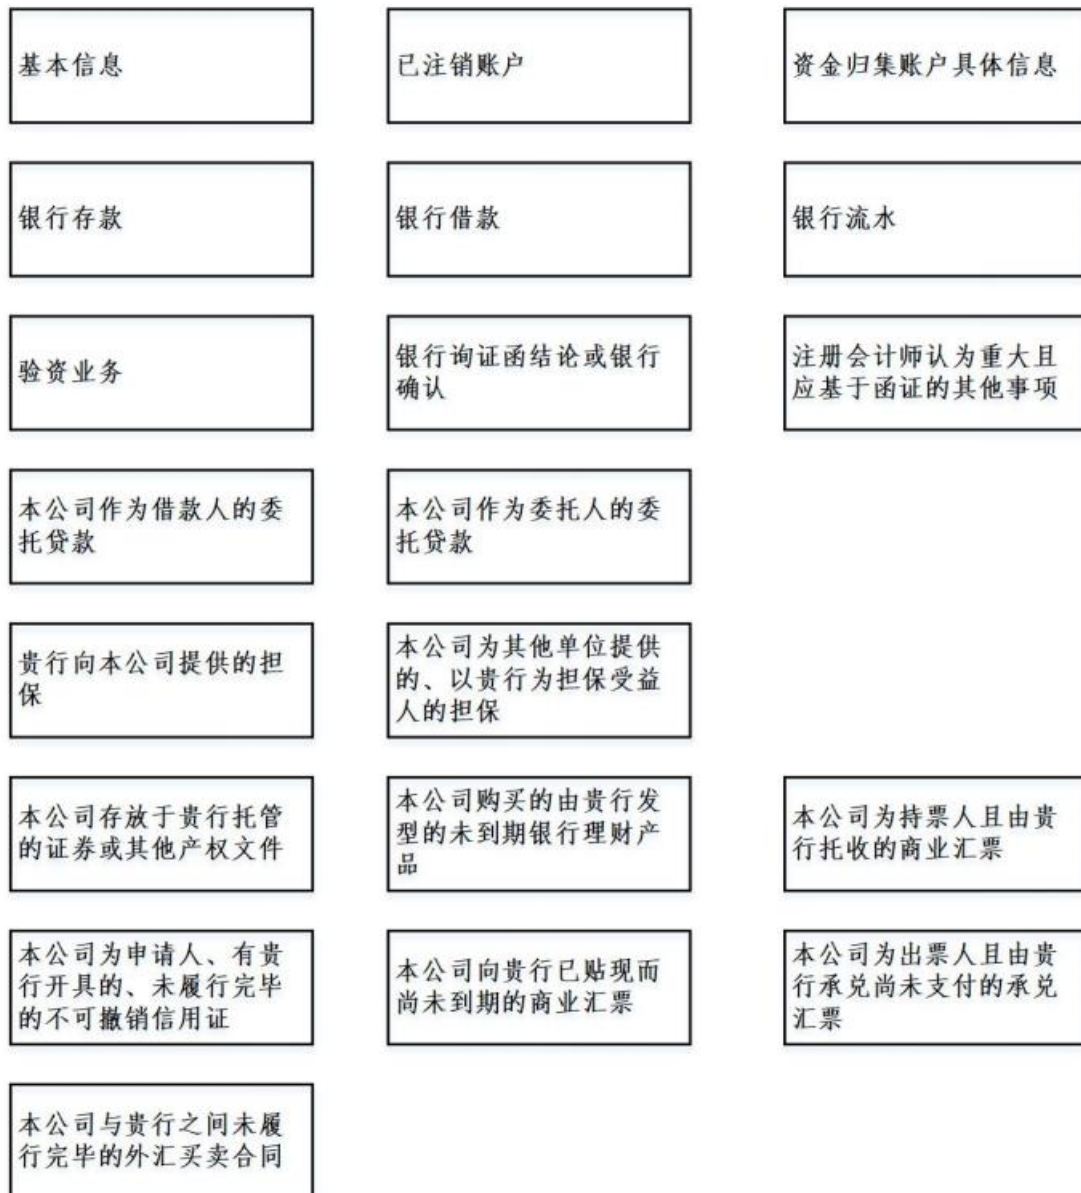 基本信息
已注销账户
资金归集账户具体信息
银行存款
银行借款
银行流水
验资业务
银行询证函结论或银行
确认
注册会计师认为重大且
应基于函证的其他事项
本公司作为借款人的委
托贷款
本公司作为委托人的委
托贷款
贵行向本公司提供的担
保
本公司为其他单位提供
的、以贵行为担保受益
人的担保
本公司存放于贵行托管
的证券或其他产权文件
本公司购买的由贵行发
型的未到期银行理财产
品
本公司为持票人且由贵
行托收的商业汇票
本公司为申请人、有贵
行开具的、未履行完毕
的不可撤销信用证
本公司向贵行已贴现而
尚未到期的商业汇票
本公司为出票人且由贵
行承兑尚未支付的承兑
汇票
本公司与贵行之间未履
行完毕的外汇买卖合同